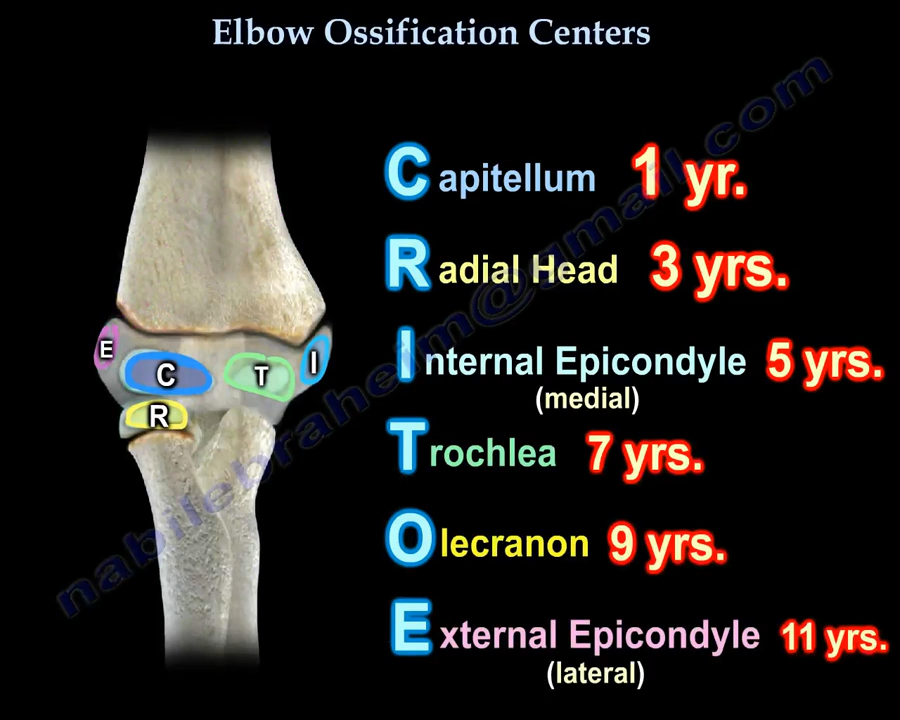 Elbow Ossification Centers
Capitellum 1 yr.
Radial Head 3 yrs.
Internal Epicondyle 5 yrs.
(medial)
Trochlea 7 yrs.
Olecranon 9 yrs.
External Epicondyle 11 yrs.
(lateral)
E
C
T
I
R
nabilebraheim@gmail.com